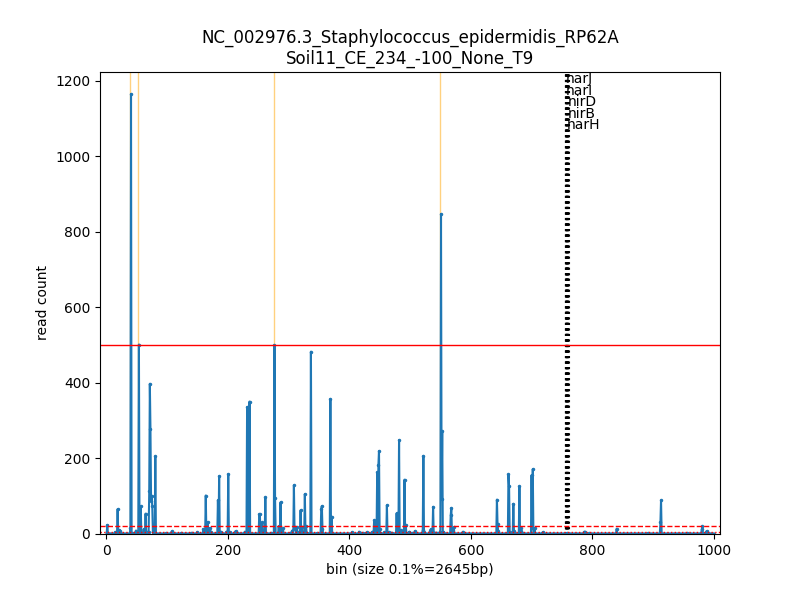 NC_002976.3_Staphylococcus_epidermidis_RP62A
Soil11_CE_234_-100_None_T9
1200
1000
800
600
400
200
0
read count
narJ
narI
nirD
nirB
narH
0
200
400
600
800
1000
bin (size 0.1%=2645bp)